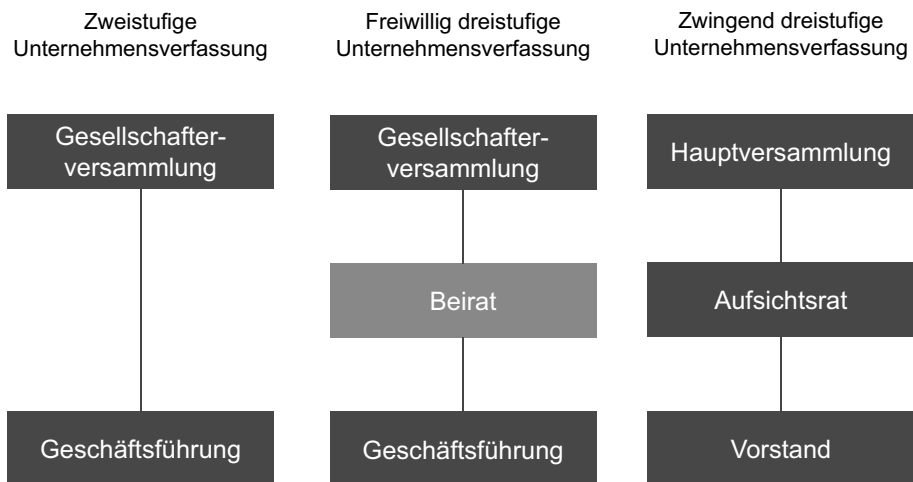 Zweistufige
Unternehmensverfassung
Freiwillig dreistufige
Unternehmensverfassung
Zwingend dreistufige
Unternehmensverfassung
Gesellschafter-
versammlung
Gesellschafter-
versammlung
Hauptversammlung
Beirat
Aufsichtsrat
Geschäftsführung
Geschäftsführung
Vorstand